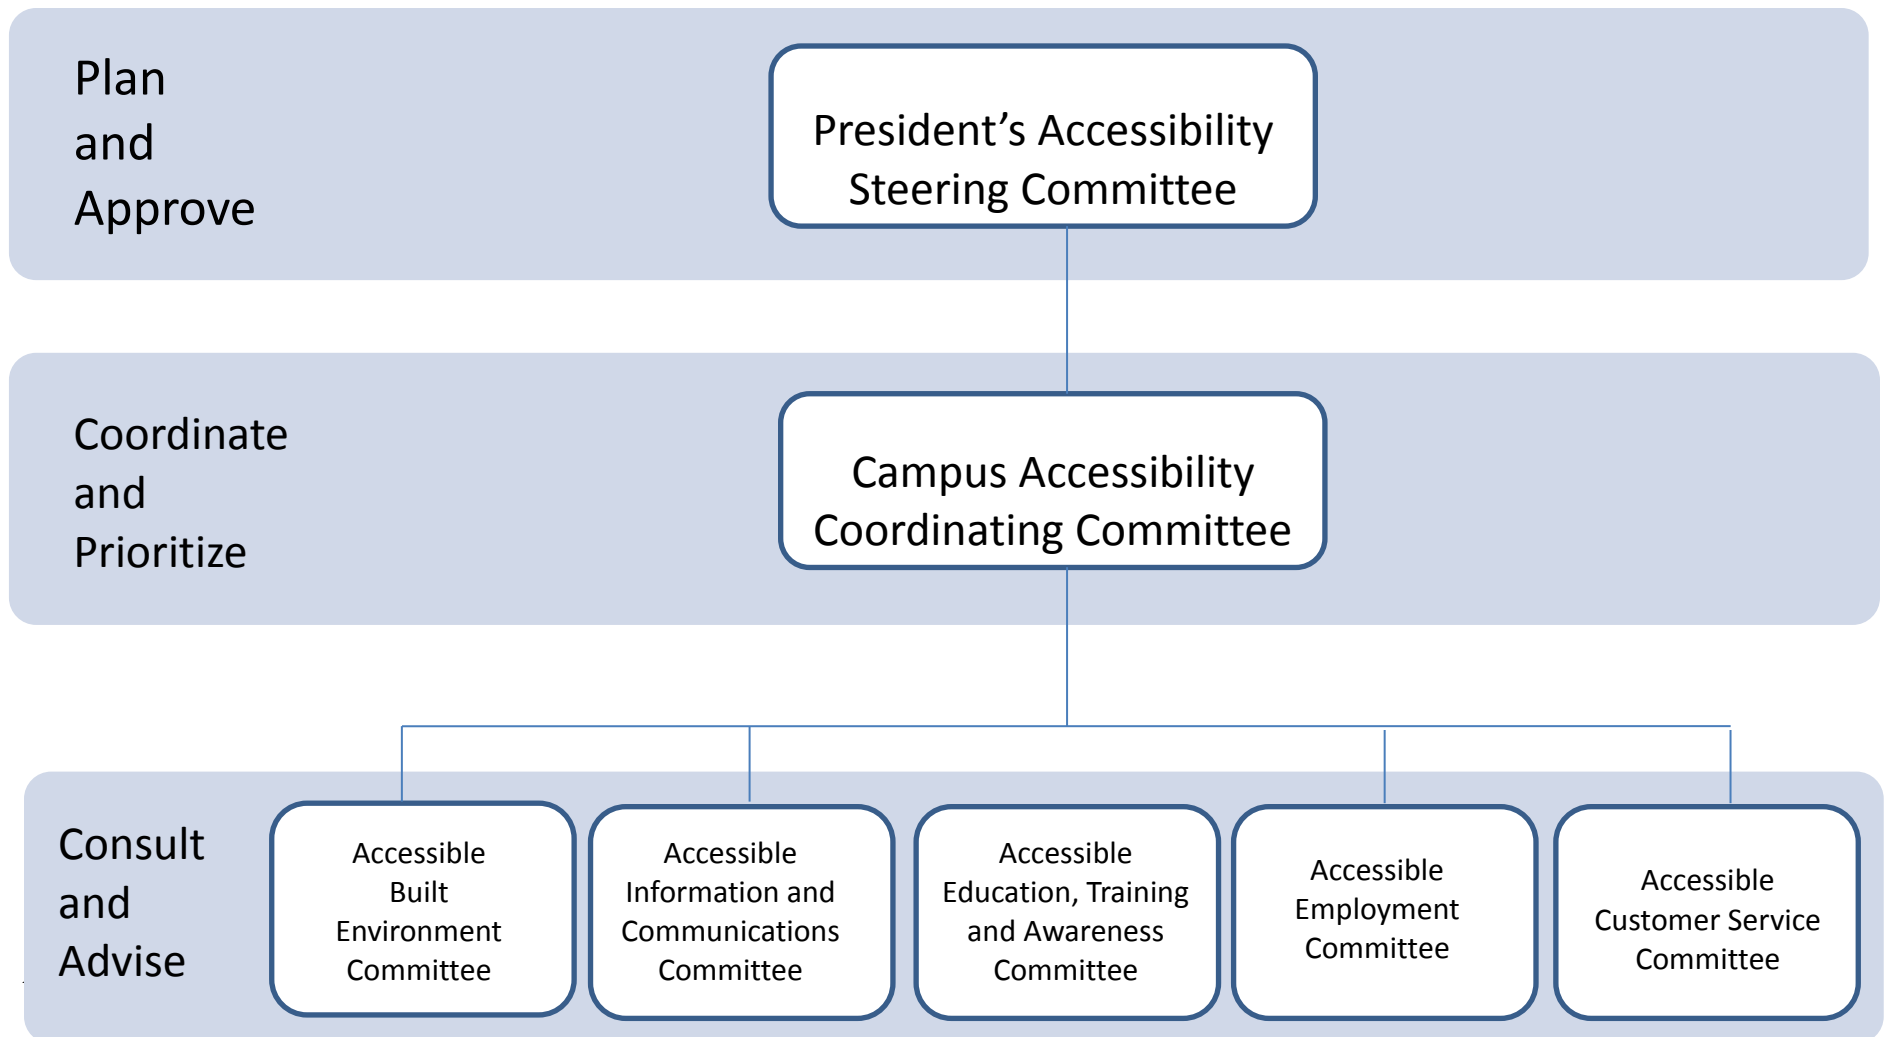 Plan
and
Approve
President’s Accessibility
Steering Committee
Coordinate
and
Prioritize
Campus Accessibility
Coordinating Committee
Consult
and
Advise
Accessible
Built
Environment
Committee
Accessible
Information and
Communications
Committee
Accessible
Education, Training
and Awareness
Committee
Accessible
Employment
Committee
Accessible
Customer Service
Committee